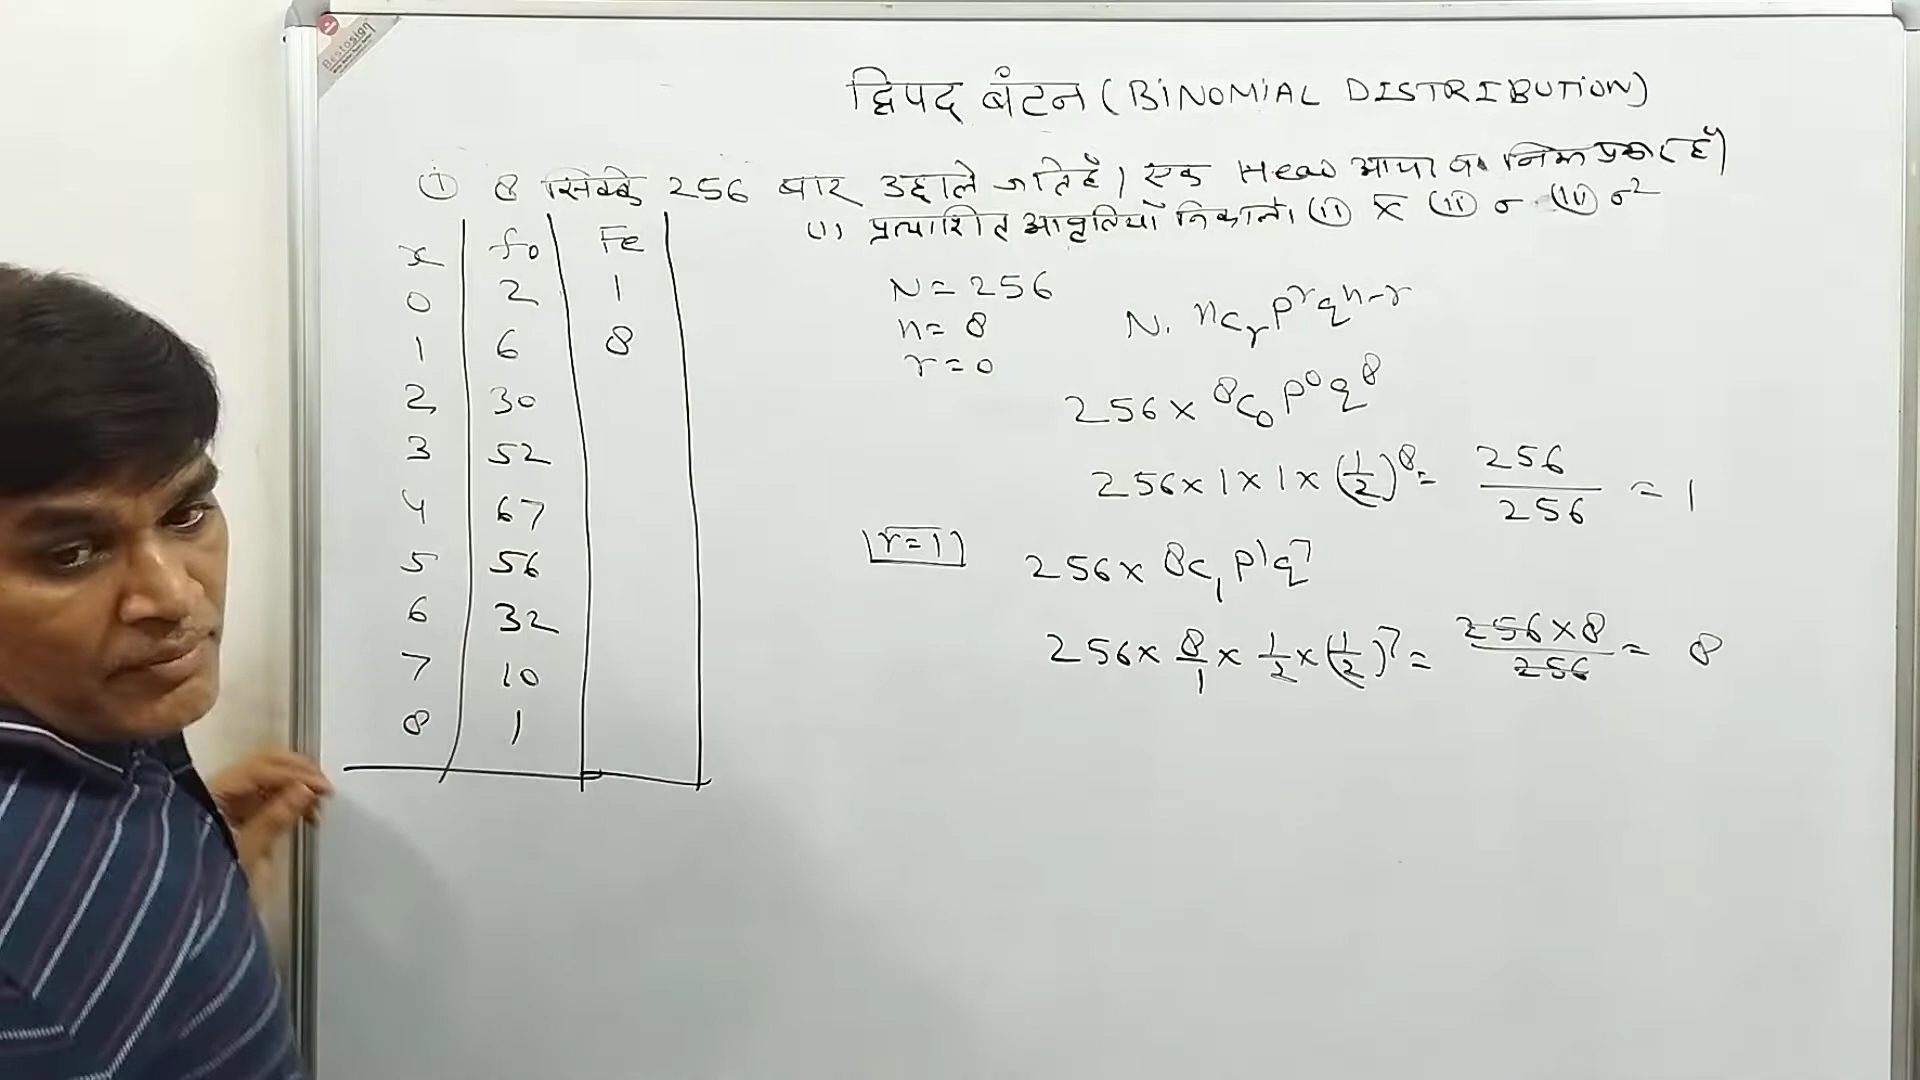 Bestosign
द्विपद बंटन (BINOMIAL DISTRIBUTION)
① 8 सिक्के 256 बार उछाले जाते हैं। एक Head आया वा निम्न प्रकार है।
(i) प्रत्याशित आवृतियाँ निकालो। (ii) x̄ (iii) σ (iv) σ²
x f₀ Fe
0 2 1
1 6 8
2 30
3 52
4 67
5 56
6 32
7 10
8 1
N = 256
n = 8
r = 0
N. ⁿCᵣ pʳ qⁿ⁻ʳ
256 × ⁸C₀ p⁰ q⁸
256 × 1 × 1 × (1/2)⁸ = 256/256 = 1
r = 1
256 × 8C₁ p¹ q⁷
256 × 8/1 × 1/2 × (1/2)⁷ = 256×8/256 = 8